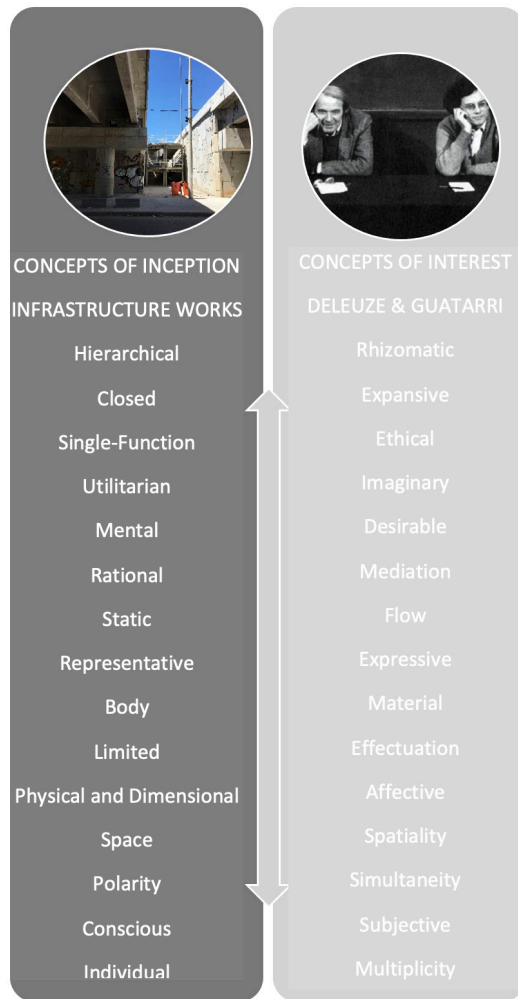 CONCEPTS OF INCEPTION
INFRASTRUCTURE WORKS
Hierarchical
Closed
Single-Function
Utilitarian
Mental
Rational
Static
Representative
Body
Limited
Physical and Dimensional
Space
Polarity
Conscious
Individual
CONCEPTS OF INTEREST
DELEUZE & GUATARRI
Rhizomatic
Expansive
Ethical
Imaginary
Desirable
Mediation
Flow
Expressive
Material
Effectuation
Affective
Spatiality
Simultaneity
Subjective
Multiplicity